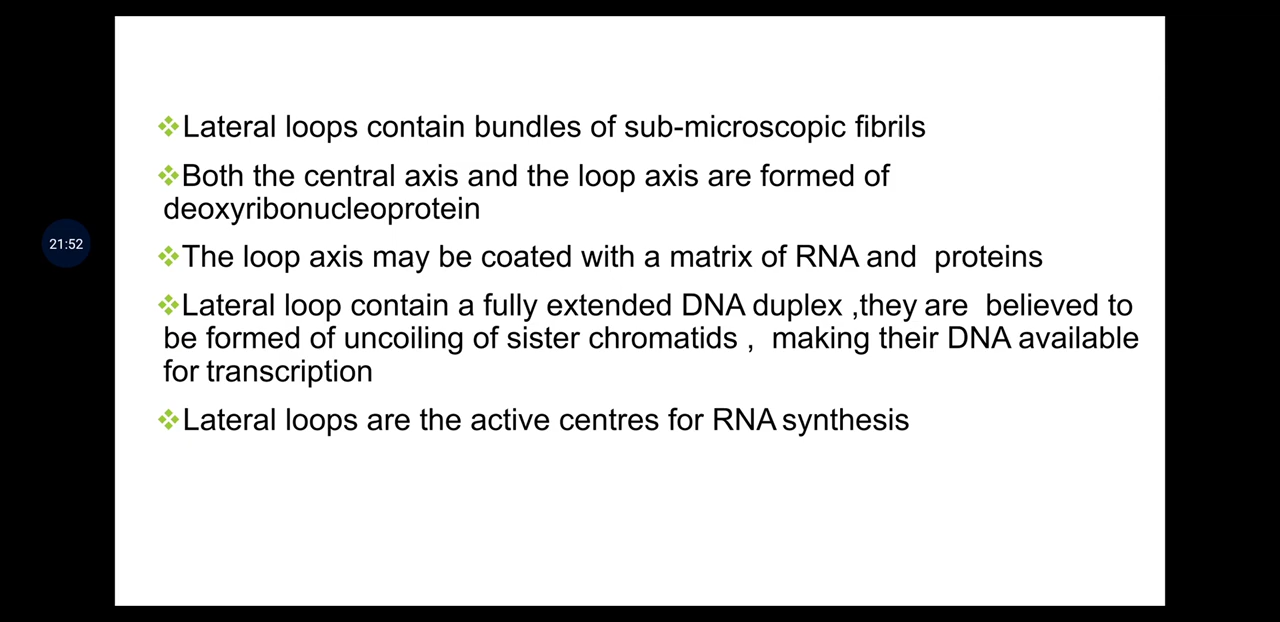 Lateral loops contain bundles of sub-microscopic fibrils
Both the central axis and the loop axis are formed of
deoxyribonucleoprotein
21:52
The loop axis may be coated with a matrix of RNA and  proteins
Lateral loop contain a fully extended DNA duplex ,they are  believed to
be formed of uncoiling of sister chromatids ,  making their DNA available
for transcription
Lateral loops are the active centres for RNA synthesis